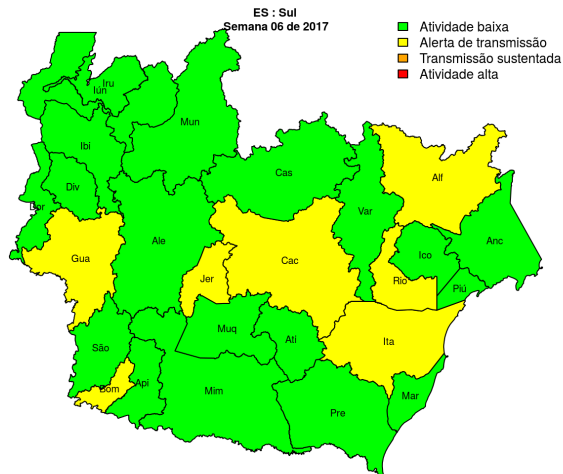 ES : Sul
Semana 06 de 2017
Atividade baixa
Alerta de transmissão
Transmissão sustentada
Atividade alta
Iru
Iún
Mun
Ibi
Cas
Alf
Div
Dor
Var
Ale
Anc
Gua
Cac
Ico
Jer
Rio
Piú
Muq
Ati
Ita
São
Bom
Api
Mim
Mar
Pre